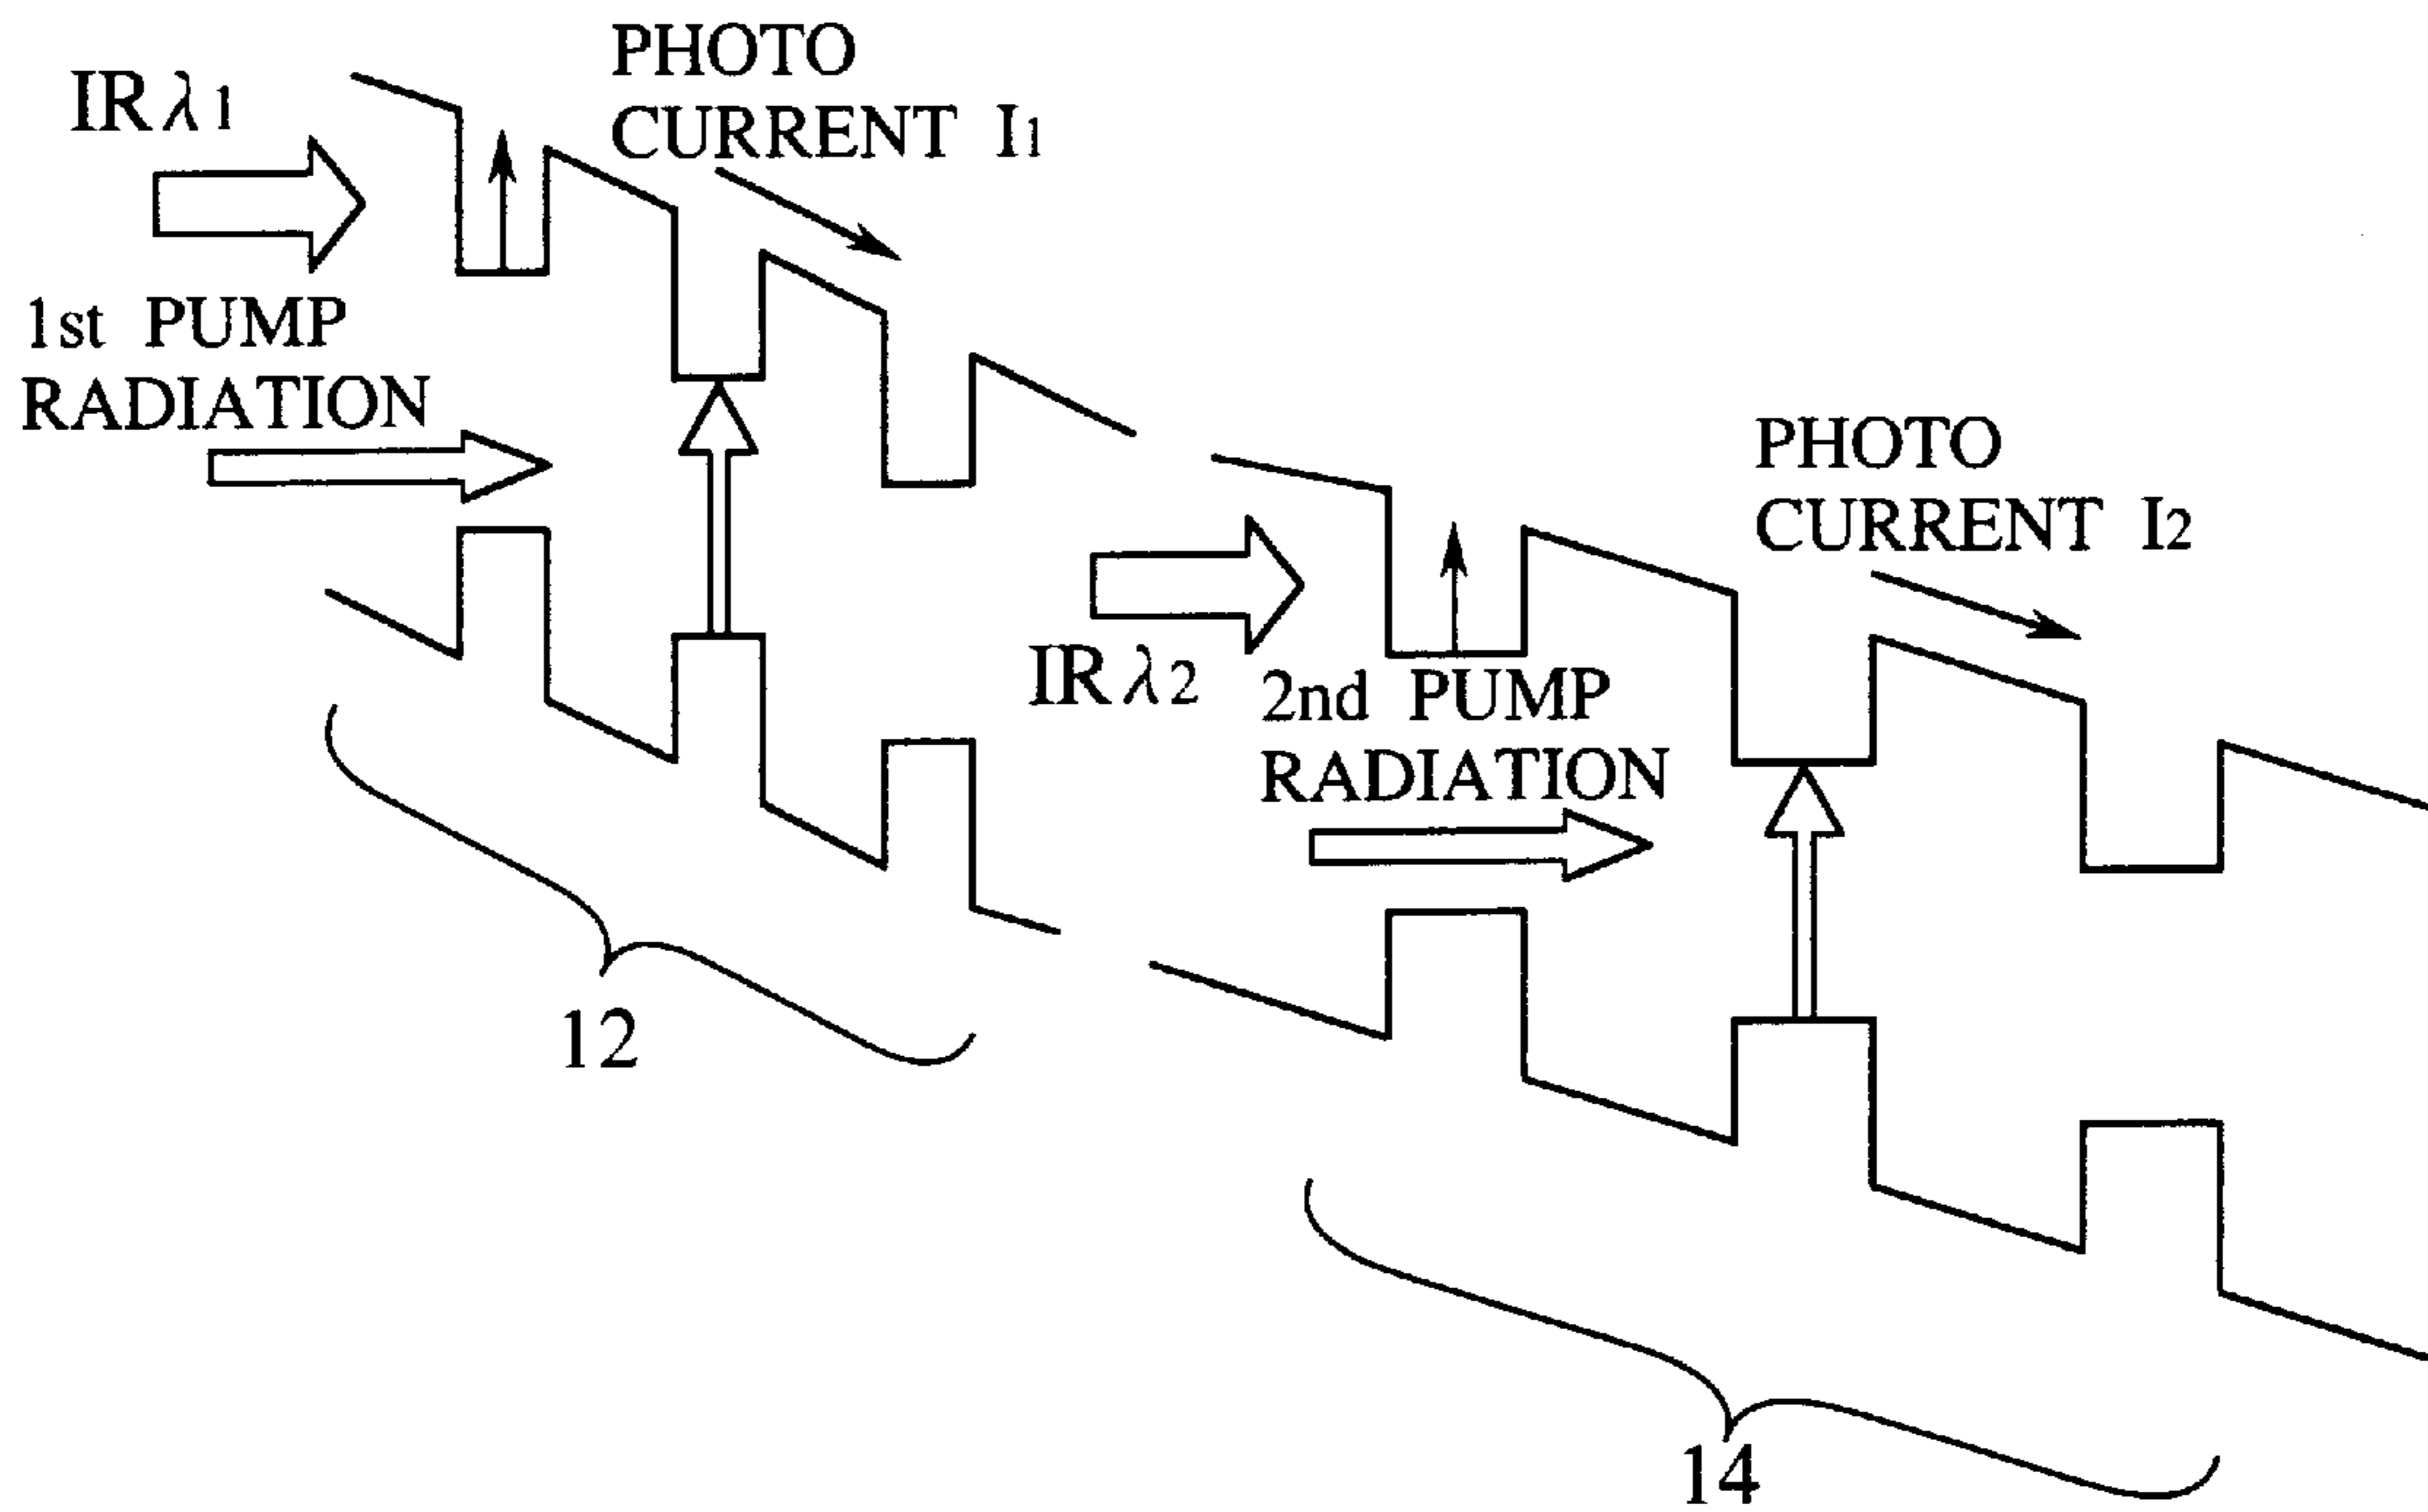 PHOTO
CURRENT I1
IR λ1
1st PUMP
RADIATION
PHOTO
CURRENT I2
IR λ2
2nd PUMP
RADIATION
12
14